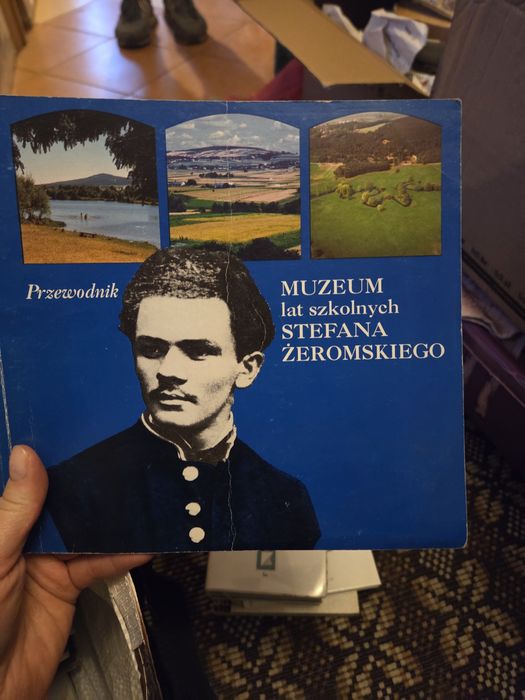 Przewodnik
MUZEUM
lat szkolnych
STEFANA
ŻEROMSKIEGO